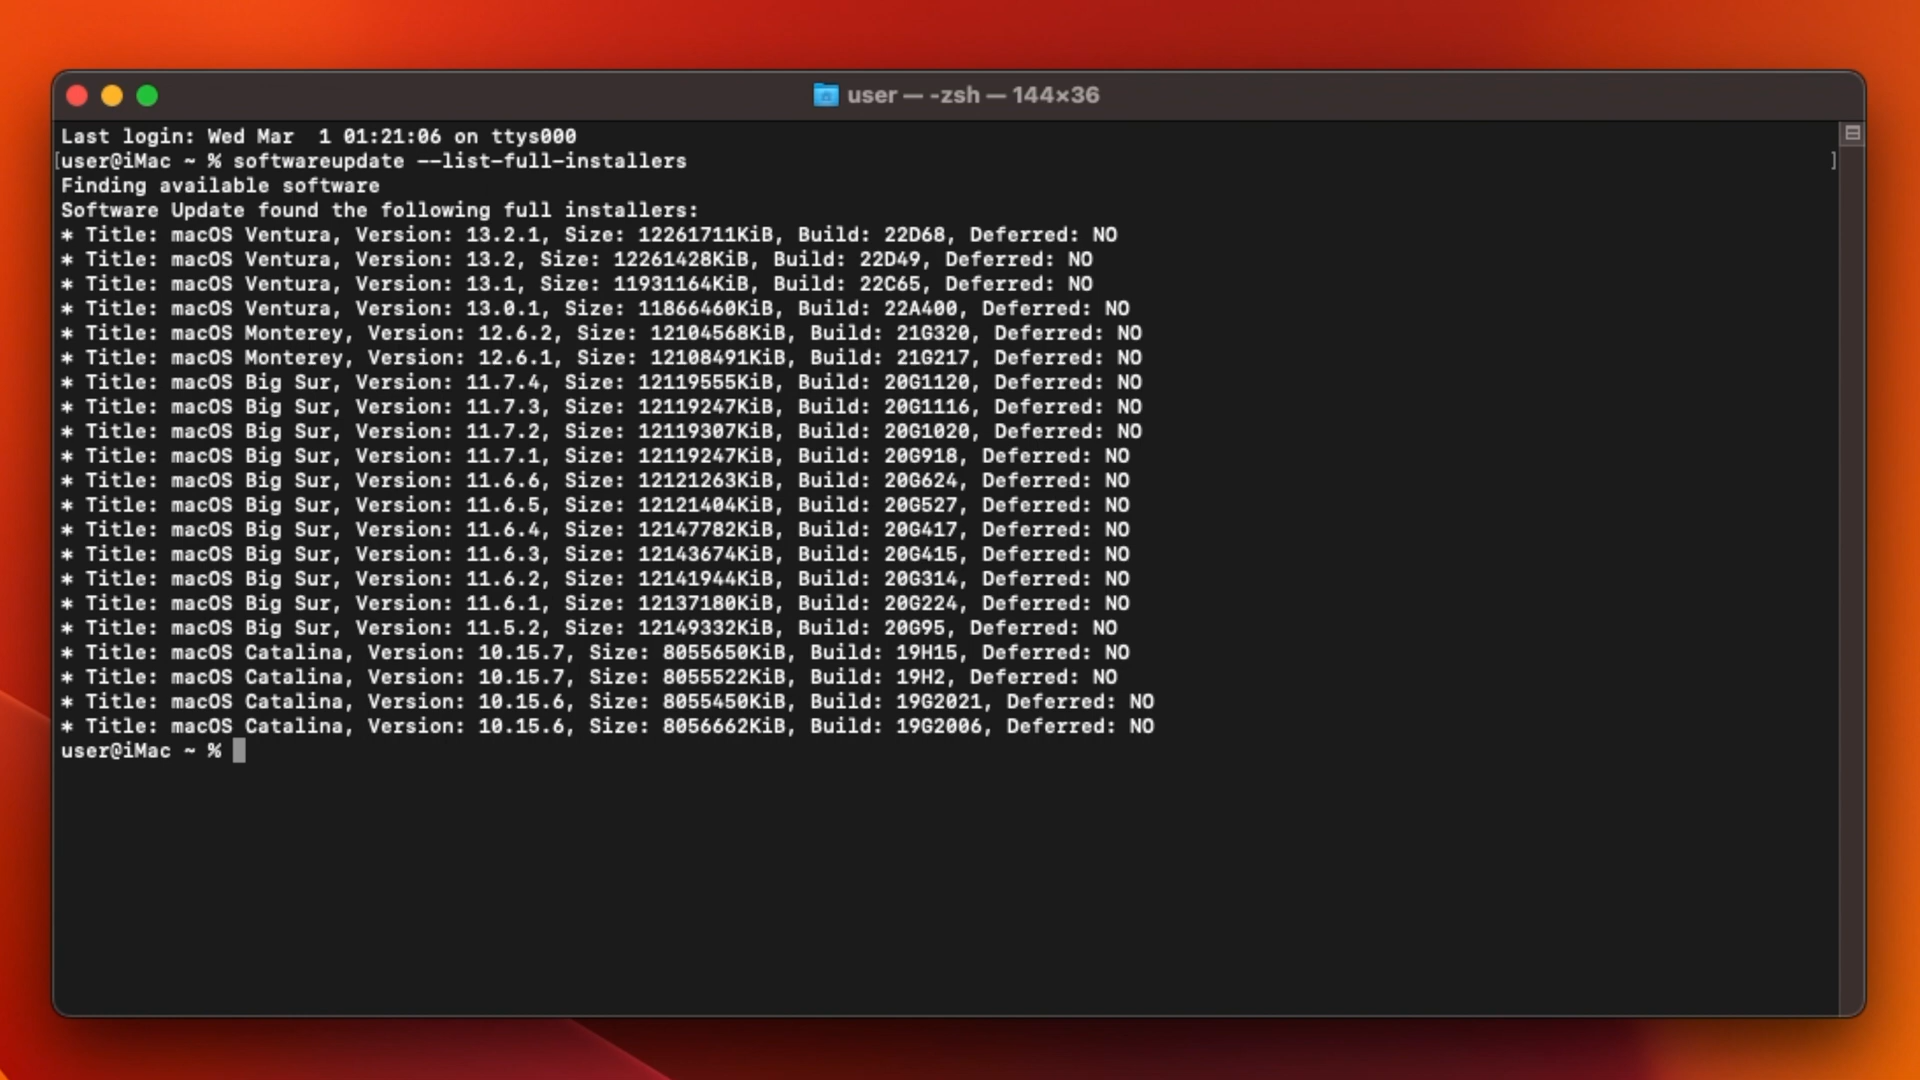 user — -zsh — 144×36
Last login: Wed Mar  1 01:21:06 on ttys000
[user@iMac ~ % softwareupdate --list-full-installers ]
Finding available software
Software Update found the following full installers:
* Title: macOS Ventura, Version: 13.2.1, Size: 12261711KiB, Build: 22D68, Deferred: NO
* Title: macOS Ventura, Version: 13.2, Size: 12261428KiB, Build: 22D49, Deferred: NO
* Title: macOS Ventura, Version: 13.1, Size: 11931164KiB, Build: 22C65, Deferred: NO
* Title: macOS Ventura, Version: 13.0.1, Size: 11866460KiB, Build: 22A400, Deferred: NO
* Title: macOS Monterey, Version: 12.6.2, Size: 12104568KiB, Build: 21G320, Deferred: NO
* Title: macOS Monterey, Version: 12.6.1, Size: 12108491KiB, Build: 21G217, Deferred: NO
* Title: macOS Big Sur, Version: 11.7.4, Size: 12119555KiB, Build: 20G1120, Deferred: NO
* Title: macOS Big Sur, Version: 11.7.3, Size: 12119247KiB, Build: 20G1116, Deferred: NO
* Title: macOS Big Sur, Version: 11.7.2, Size: 12119307KiB, Build: 20G1020, Deferred: NO
* Title: macOS Big Sur, Version: 11.7.1, Size: 12119247KiB, Build: 20G918, Deferred: NO
* Title: macOS Big Sur, Version: 11.6.6, Size: 12121263KiB, Build: 20G624, Deferred: NO
* Title: macOS Big Sur, Version: 11.6.5, Size: 12121404KiB, Build: 20G527, Deferred: NO
* Title: macOS Big Sur, Version: 11.6.4, Size: 12147782KiB, Build: 20G417, Deferred: NO
* Title: macOS Big Sur, Version: 11.6.3, Size: 12143674KiB, Build: 20G415, Deferred: NO
* Title: macOS Big Sur, Version: 11.6.2, Size: 12141944KiB, Build: 20G314, Deferred: NO
* Title: macOS Big Sur, Version: 11.6.1, Size: 12137180KiB, Build: 20G224, Deferred: NO
* Title: macOS Big Sur, Version: 11.5.2, Size: 12149332KiB, Build: 20G95, Deferred: NO
* Title: macOS Catalina, Version: 10.15.7, Size: 8055650KiB, Build: 19H15, Deferred: NO
* Title: macOS Catalina, Version: 10.15.7, Size: 8055522KiB, Build: 19H2, Deferred: NO
* Title: macOS Catalina, Version: 10.15.6, Size: 8055450KiB, Build: 19G2021, Deferred: NO
* Title: macOS Catalina, Version: 10.15.6, Size: 8056662KiB, Build: 19G2006, Deferred: NO
user@iMac ~ %